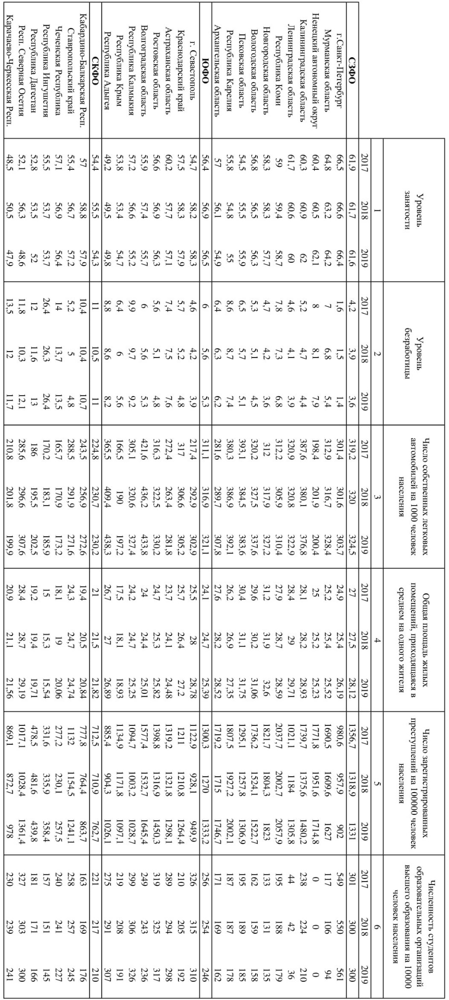 Уровень занятости Уровень безработицы Число собственных легковых автомобилей на 1000 человек населения Общая площадь жилых помещений, приходящаяся в среднем на одного жителя Число зарегистрированных преступлений на 100000 человек населения Численность студентов образовательных организаций высшего образования на 10000 человек населения
1 2 3 4 5 6
2017 2018 2019 2017 2018 2019 2017 2018 2019 2017 2018 2019 2017 2018 2019 2017 2018 2019
СЗФО 61,9 61,7 61,6 4,2 3,9 3,6 319,2 320 324,5 27 27,5 28,12 1356,7 1318,9 1331 301 300 300
г.Санкт-Петербург 66,5 66,6 66,4 1,6 1,5 1,4 301,4 301,6 303,7 24,9 25,4 26,19 980,6 957,9 902 549 550 561
Мурманская область 64,8 63,2 64,2 7 6,8 5,4 312,9 316,7 328,4 25,2 25,4 25,52 1690,5 1609,6 1627 117 106 94
Ненецкий автономный округ 60,4 60,5 62,1 8 8,1 7,9 198,4 201,9 200,4 25 25,2 25,23 1771,8 1951,6 1714,8 0 0 0
Калининградская область 60,3 60,9 62 5,2 4,7 4,4 387,6 380,1 376,8 28,1 28,2 28,93 1739,7 1375,6 1480,2 238 224 210
Ленинградская область 61,7 60,6 60 4,6 4,1 3,9 320,9 320,8 322,9 28,4 29 29,71 1021,1 1184 1305,8 44 42 36
Республика Коми 59 59,4 58,7 7,8 7,3 6,8 312,2 305,9 310,4 27,9 28,7 28,59 2037,7 2002,7 2057,9 195 188 179
Новгородская область 58,3 58,3 57,7 4,7 4,2 3,6 312 317,9 327,2 31,2 31,9 32,6 1821,7 1804,3 1823 133 131 135
Вологодская область 56,8 56,5 56,3 5,3 5,1 4,5 320,2 327,5 337,6 29,6 30,2 31,06 1736,2 1524,1 1522,7 162 159 158
Псковская область 54,5 55,5 55,9 6,5 5,7 5,1 393,1 384,5 383,6 30,4 31,1 31,75 1295,1 1257,8 1306,9 195 189 185
Республика Карелия 55,8 54,8 55 8,6 8,7 7,4 380,3 386,9 392,1 26,2 26,9 27,35 1807,5 1927,2 2002,1 187 187 178
Архангельская область 57 56,1 54,9 6,4 6,3 6,2 281,6 289,7 307,8 27,6 28,2 28,52 1719,2 1715 1746,7 171 169 162
ЮФО 56,4 56,9 56,5 6 5,6 5,3 311,1 316,9 321,1 24,1 24,7 25,39 1300,3 1270 1333,2 256 254 246
г. Севастополь 54,7 58,2 58,3 4,6 4,2 3,9 217,4 292,9 302,9 25,5 28 28,78 1122,9 928,1 949,9 326 315 310
Краснодарский край 57,5 58,3 57,9 5,7 5,2 4,8 317 306,6 305,2 25,7 26,4 27,2 1211 1210,8 1264,4 210 205 192
Астраханская область 60,2 57,7 57,1 7,4 7,5 7,6 272,4 263,4 281,8 23,7 24,1 24,48 1319,2 1321,8 1298,1 289 294 298
Ростовская область 56,6 56,9 56,3 5,6 5,1 4,8 316,3 322,5 330,2 24,7 25,3 25,82 1398,8 1316,9 1450,3 319 325 317
Волгоградская область 55,9 57,4 55,7 6 5,6 5,3 421,6 436,2 433,8 24 24,4 25,01 1577,4 1532,7 1645,4 249 243 236
Республика Калмыкия 57,2 56,6 55,2 9,9 9,7 9,2 305,1 320,6 327,4 24,2 24,7 25,25 1094,7 1003,2 1028,7 299 306 326
Республика Крым 53,8 53,4 54,7 6,4 6 5,6 166,5 190 197,2 17,5 18,1 18,93 1134,9 1171,8 1097,1 219 208 191
Республика Адыгея 49,2 49,5 49,8 8,8 8,6 8,2 365,5 409,4 438,3 26,7 27 26,89 885,4 904,3 1026,1 275 291 307
СКФО 54,4 55,5 54,3 11 10,5 11 224,8 230,7 230,2 21 21,5 21,82 712,5 710,9 762,7 221 217 210
Кабардино-Балкарская Респ. 57 58,8 57,9 10,4 10,4 10,7 243,5 256,9 272,6 19,4 20,5 20,84 777,8 764,4 863,7 163 169 176
Ставропольский край 55,4 56,7 57,2 5,2 5 4,8 288,5 291,9 271,6 24,3 24,7 24,74 1132 1154,5 1241,1 258 257 245
Чеченская Республика 57,1 56,9 56,4 14 13,7 13,5 165,7 170,9 173,2 18,1 19 20,06 277,2 230,1 257,5 240 241 227
Республика Ингушетия 55,5 53,7 53,7 26,4 26,3 26,4 170,2 183,1 185,9 15 15,3 15,54 331,6 335,9 358,4 157 151 145
Республика Дагестан 52,8 53,5 52 12 11,6 13 186 195,5 202,5 19,2 19,4 19,71 478,5 481,6 439,8 181 171 166
Респ. Северная Осетия 52,1 56,3 48,6 11,8 10,3 12,1 285,6 296,6 307,6 28,4 28,7 29,19 1017,1 1028,4 1361,4 327 303 300
Карачаево-Черкесская Респ. 48,5 50,5 47,9 13,5 12 11,7 210,8 201,8 199,9 20,9 21,1 21,56 869,1 872,7 978 230 239 241